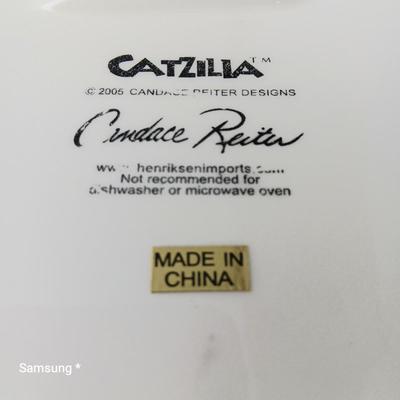 CATZILLA™
© 2005 CANDACE REITER DESIGNS
Candace Reiter
www.henriksenimports.com
Not recommended for
dishwasher or microwave oven
MADE IN
CHINA
Samsung *